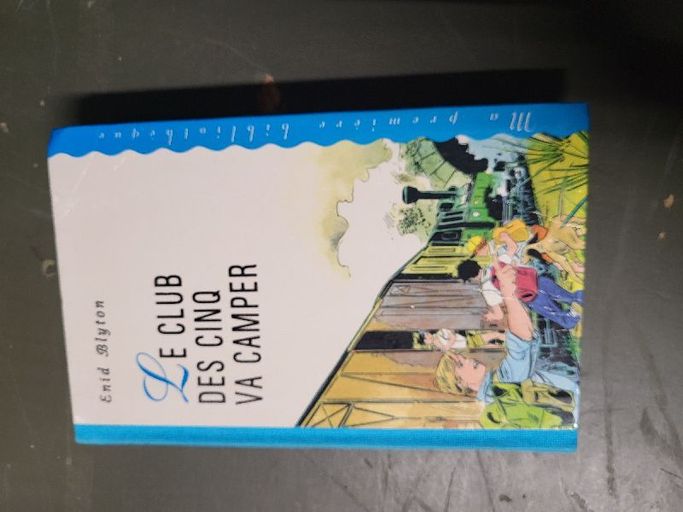 Enid Blyton
LE CLUB
DES CINQ
VA CAMPER
Ma première bibliothèque